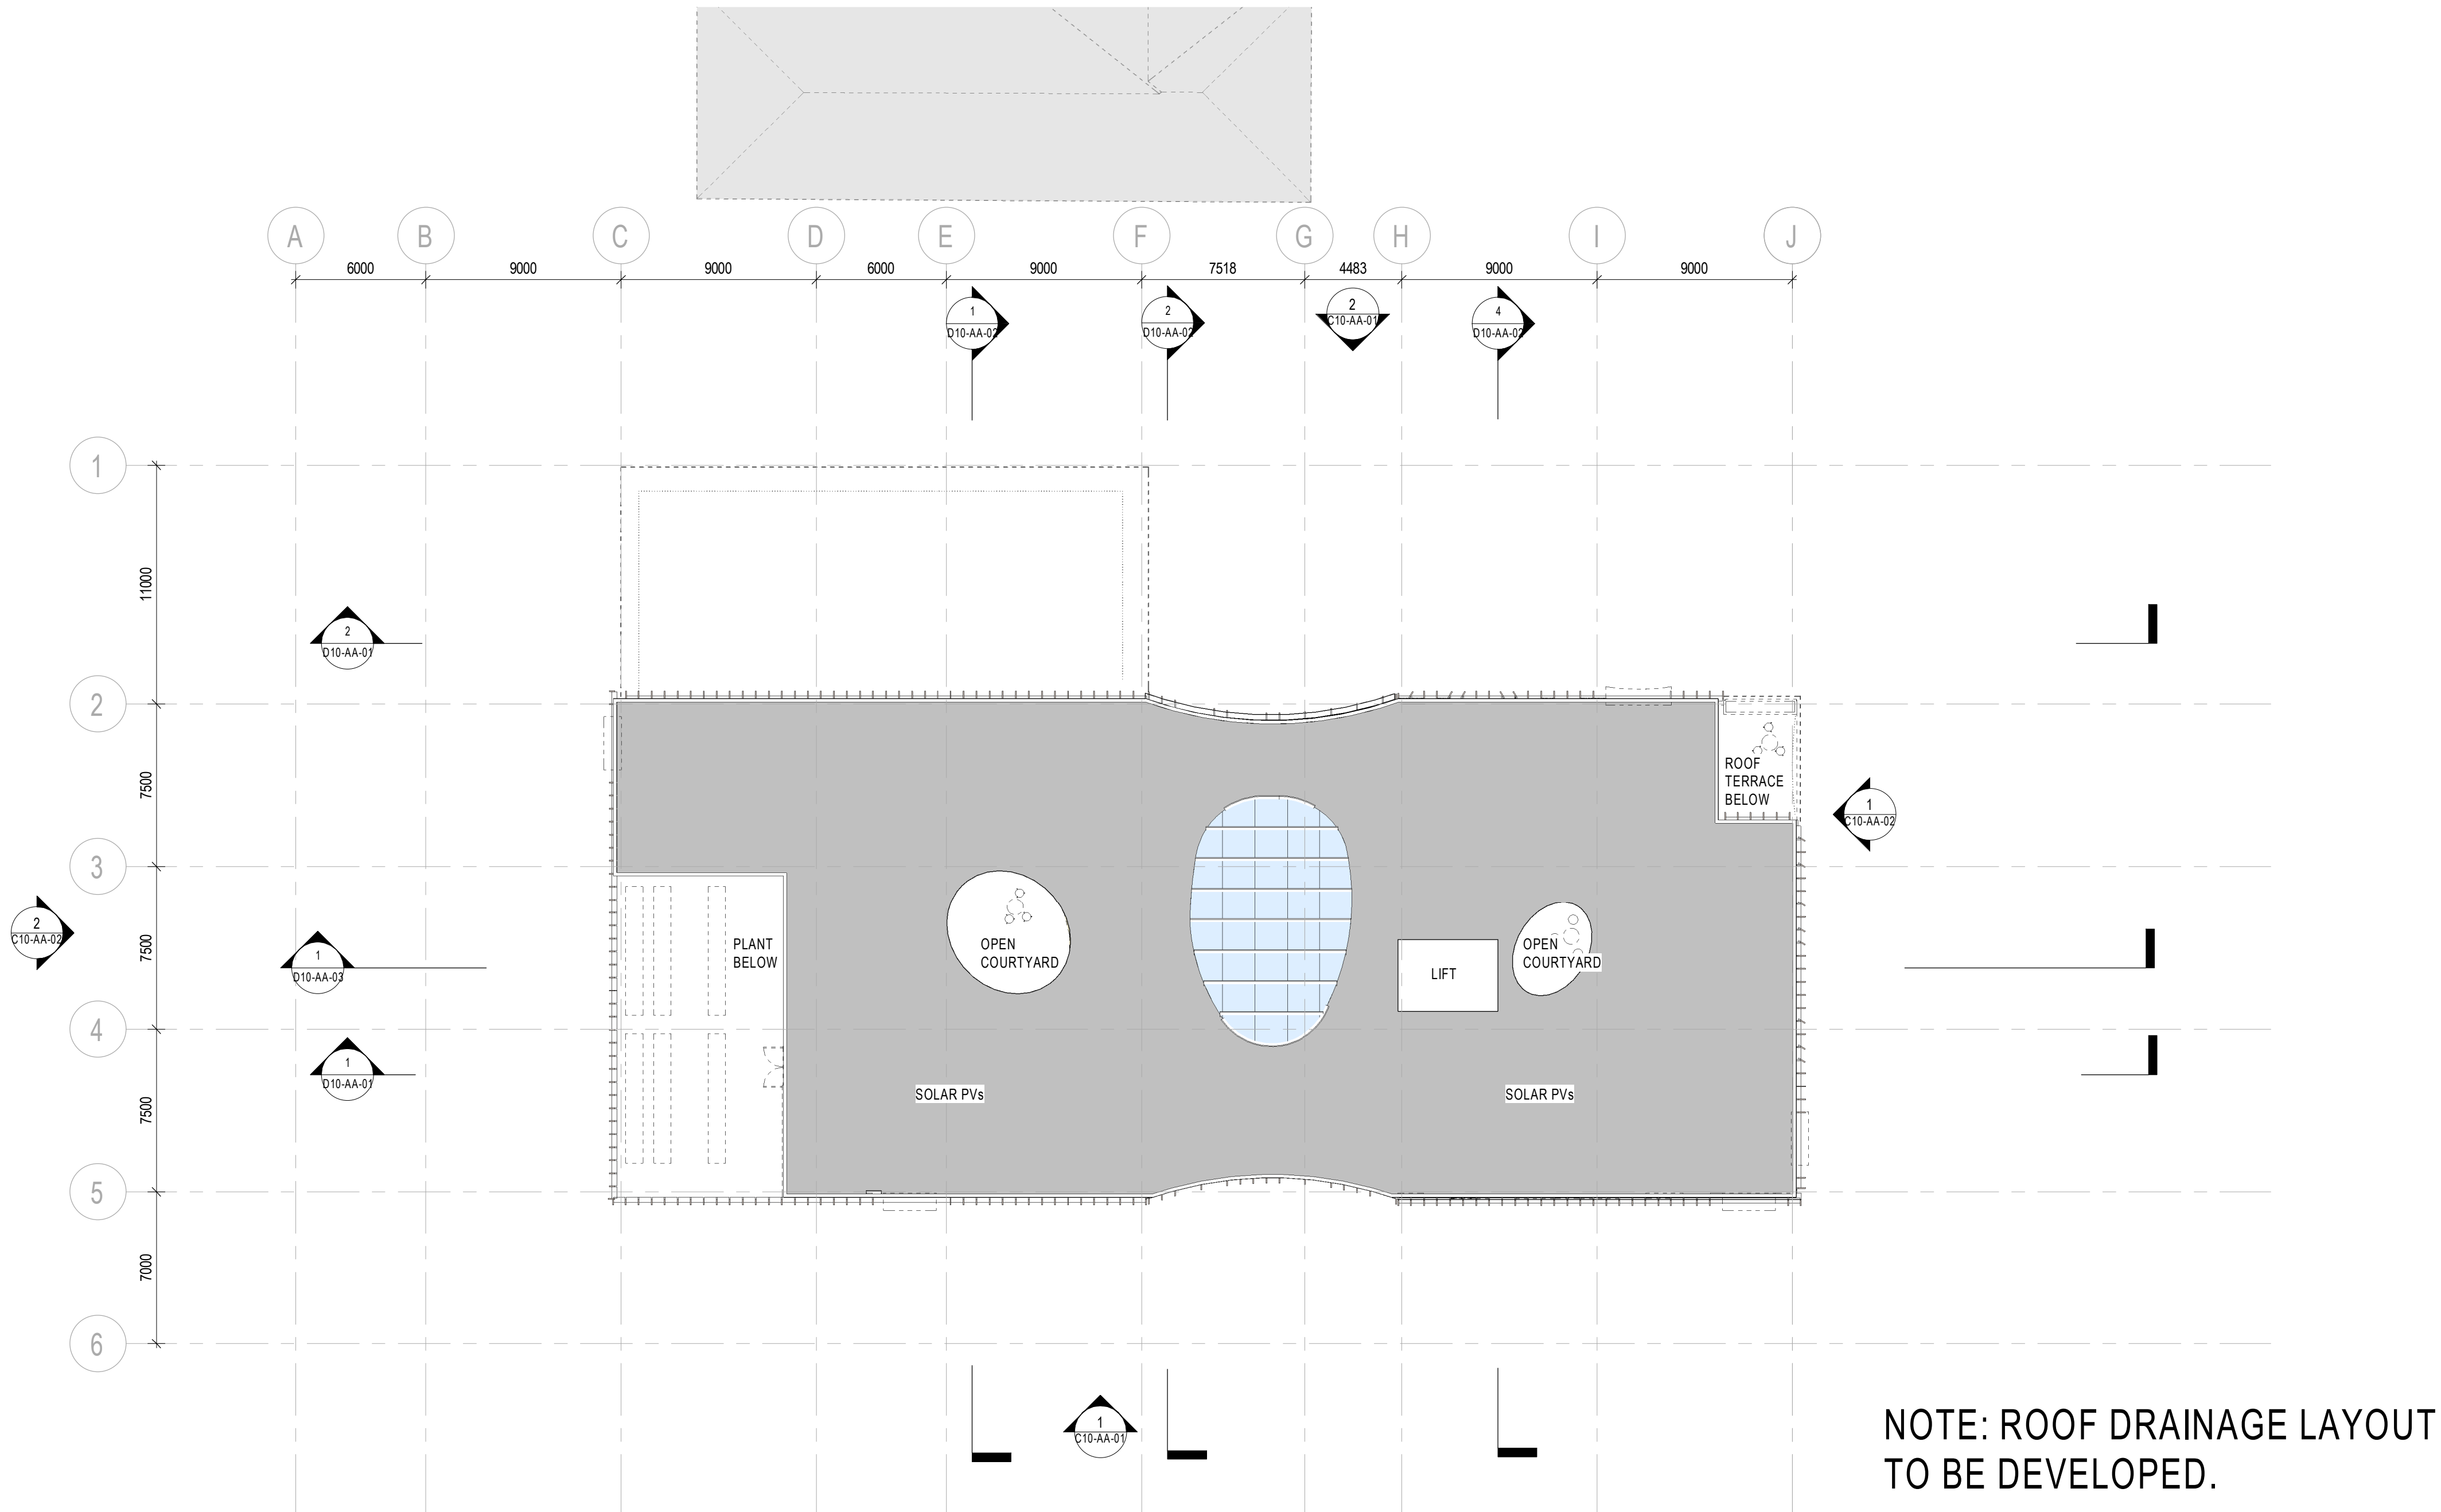 A B C D E F G H I J
6000 9000 9000 6000 9000 7518 4483 9000 9000
1
D10-AA-02
2
D10-AA-02
2
C10-AA-01
4
D10-AA-02
1
11000
2
D10-AA-01
2
7500
ROOF
TERRACE
BELOW
1
C10-AA-02
3
2
C10-AA-02
7500
1
D10-AA-03
PLANT
BELOW
OPEN
COURTYARD
LIFT
OPEN
COURTYARD
4
1
D10-AA-01
7500
SOLAR PVs
SOLAR PVs
5
7000
6
1
C10-AA-01
NOTE: ROOF DRAINAGE LAYOUT
TO BE DEVELOPED.